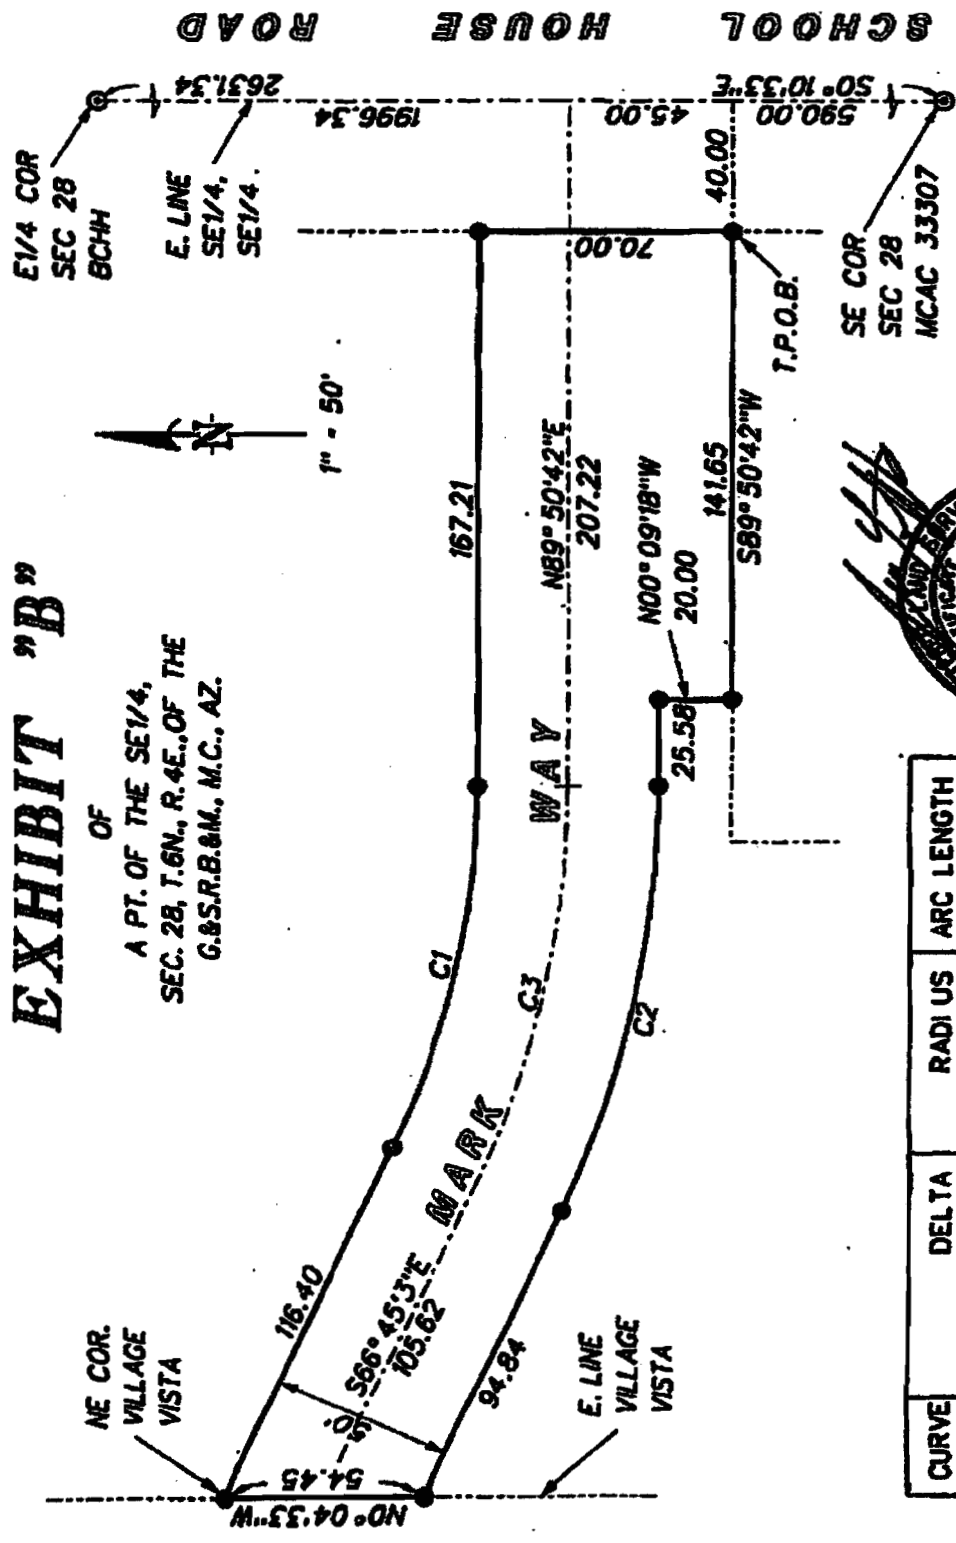 EXHIBIT "B"
OF
A PT. OF THE SE1/4,
SEC. 28, T.6N., R.4E., OF THE
G.&S.R.B.&M., M.C., AZ.
E1/4 COR
SEC 28
BCHH
E. LINE
SE1/4,
SE1/4.
SCHOOL HOUSE ROAD
2631.34
1996.34
45.00
590.00
S0°10'33"E
40.00
70.00
T.P.O.B.
SE COR
SEC 28
MCAC 33307
N
1" = 50'
167.21
N89°50'42"E
207.22
N00°09'18"W
20.00
141.65
S89°50'42"W
25.58
MARK WAY
C1
C3
C2
116.40
S66°45'3"E
105.62
94.84
50'
54.45
N0°04'33"W
NE COR.
VILLAGE
VISTA
E. LINE
VILLAGE
VISTA
CURVE DELTA RADIUS ARC LENGTH
LAND